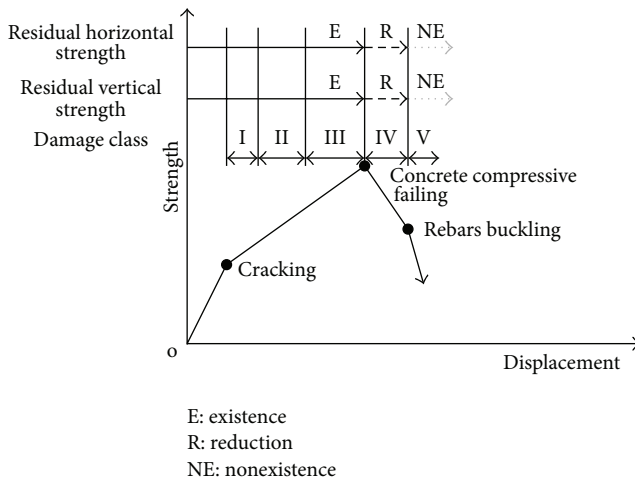 Residual horizontal
strength
E
R
NE
Residual vertical
strength
E
R
NE
Damage class
I
II
III
IV
V
Strength
Concrete compressive
failing
Rebars buckling
Cracking
o
Displacement
E: existence
R: reduction
NE: nonexistence